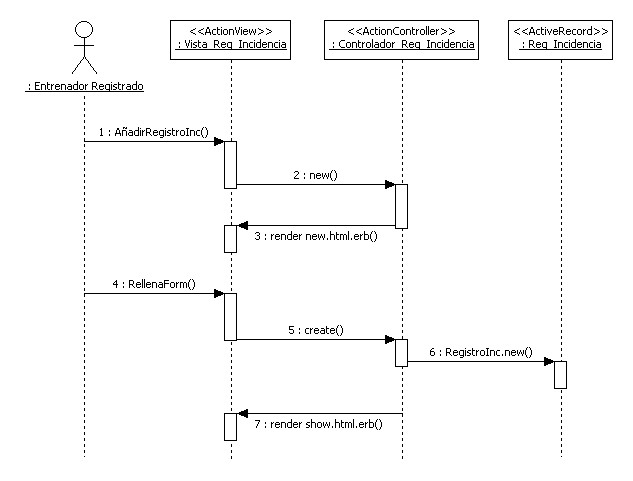 <<ActionView>>
: Vista_Reg_Incidencia
<<ActionController>>
: Controlador_Reg_Incidencia
<<ActiveRecord>>
: Reg_Incidencia
: Entrenador Registrado
1 : AñadirRegistroInc()
2 : new()
3 : render new.html.erb()
4 : RellenaForm()
5 : create()
6 : RegistroInc.new()
7 : render show.html.erb()